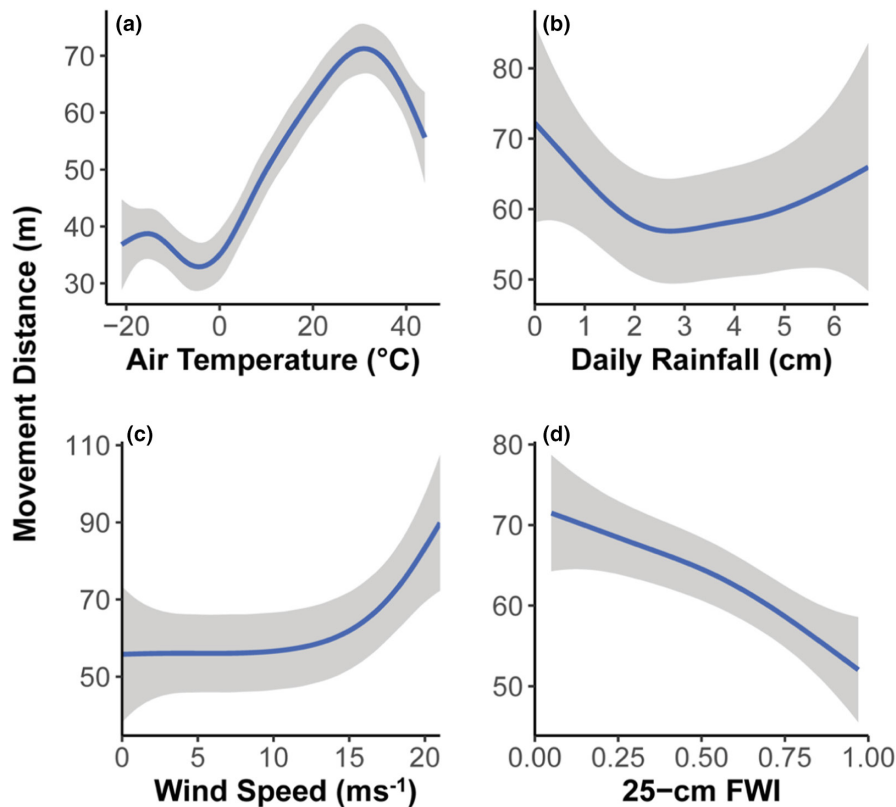 (a)
70
60
50
40
30
−20 0 20 40
Air Temperature (°C)
(b)
80
70
60
50
0 1 2 3 4 5 6
Daily Rainfall (cm)
Movement Distance (m)
(c)
110
90
70
50
0 5 10 15 20
Wind Speed (ms⁻¹)
(d)
80
70
60
50
0.00 0.25 0.50 0.75 1.00
25−cm FWI